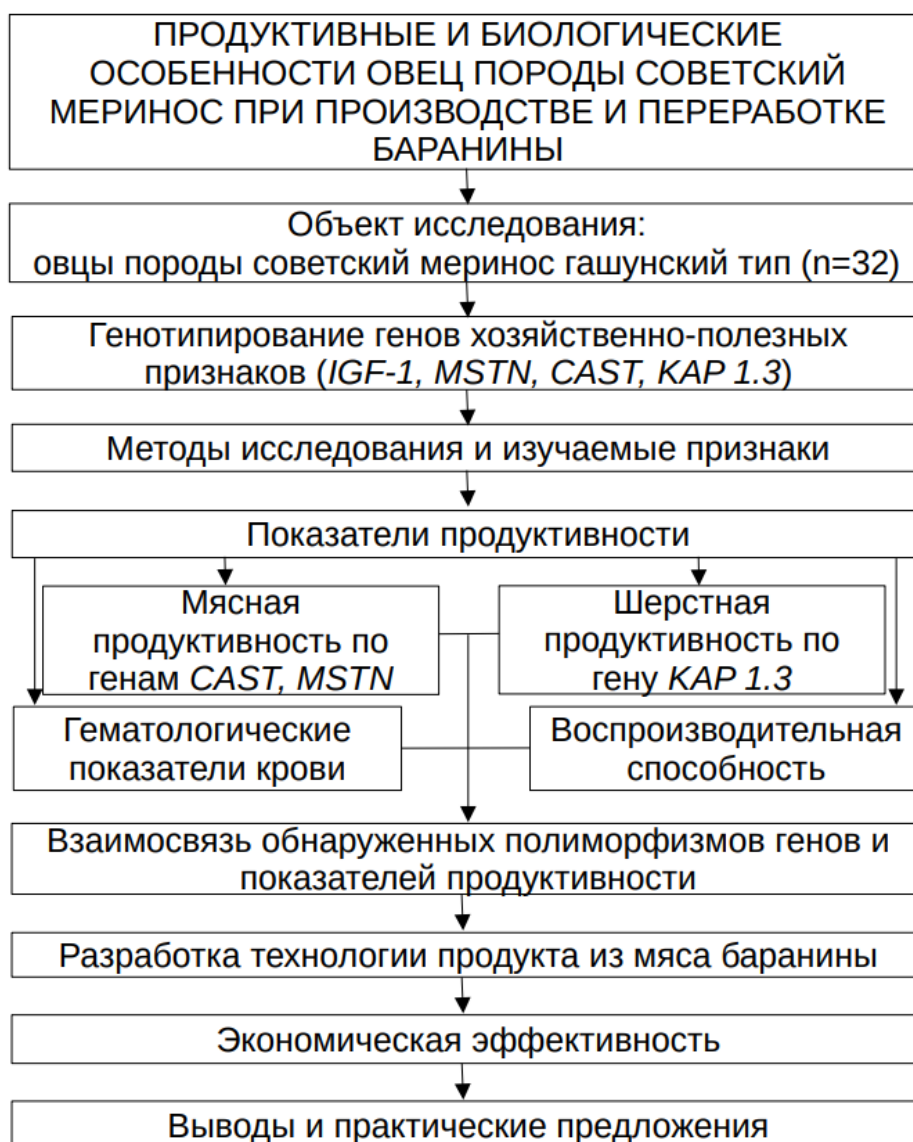 ПРОДУКТИВНЫЕ И БИОЛОГИЧЕСКИЕ
ОСОБЕННОСТИ ОВЕЦ ПОРОДЫ СОВЕТСКИЙ
МЕРИНОС ПРИ ПРОИЗВОДСТВЕ И ПЕРЕРАБОТКЕ
БАРАНИНЫ
Объект исследования:
овцы породы советский меринос гашунский тип (n=32)
Генотипирование генов хозяйственно-полезных
признаков (IGF-1, MSTN, CAST, KAP 1.3)
Методы исследования и изучаемые признаки
Показатели продуктивности
Мясная
продуктивность по
генам CAST, MSTN
Шерстная
продуктивность по
гену KAP 1.3
Гематологические
показатели крови
Воспроизводительная
способность
Взаимосвязь обнаруженных полиморфизмов генов и
показателей продуктивности
Разработка технологии продукта из мяса баранины
Экономическая эффективность
Выводы и практические предложения